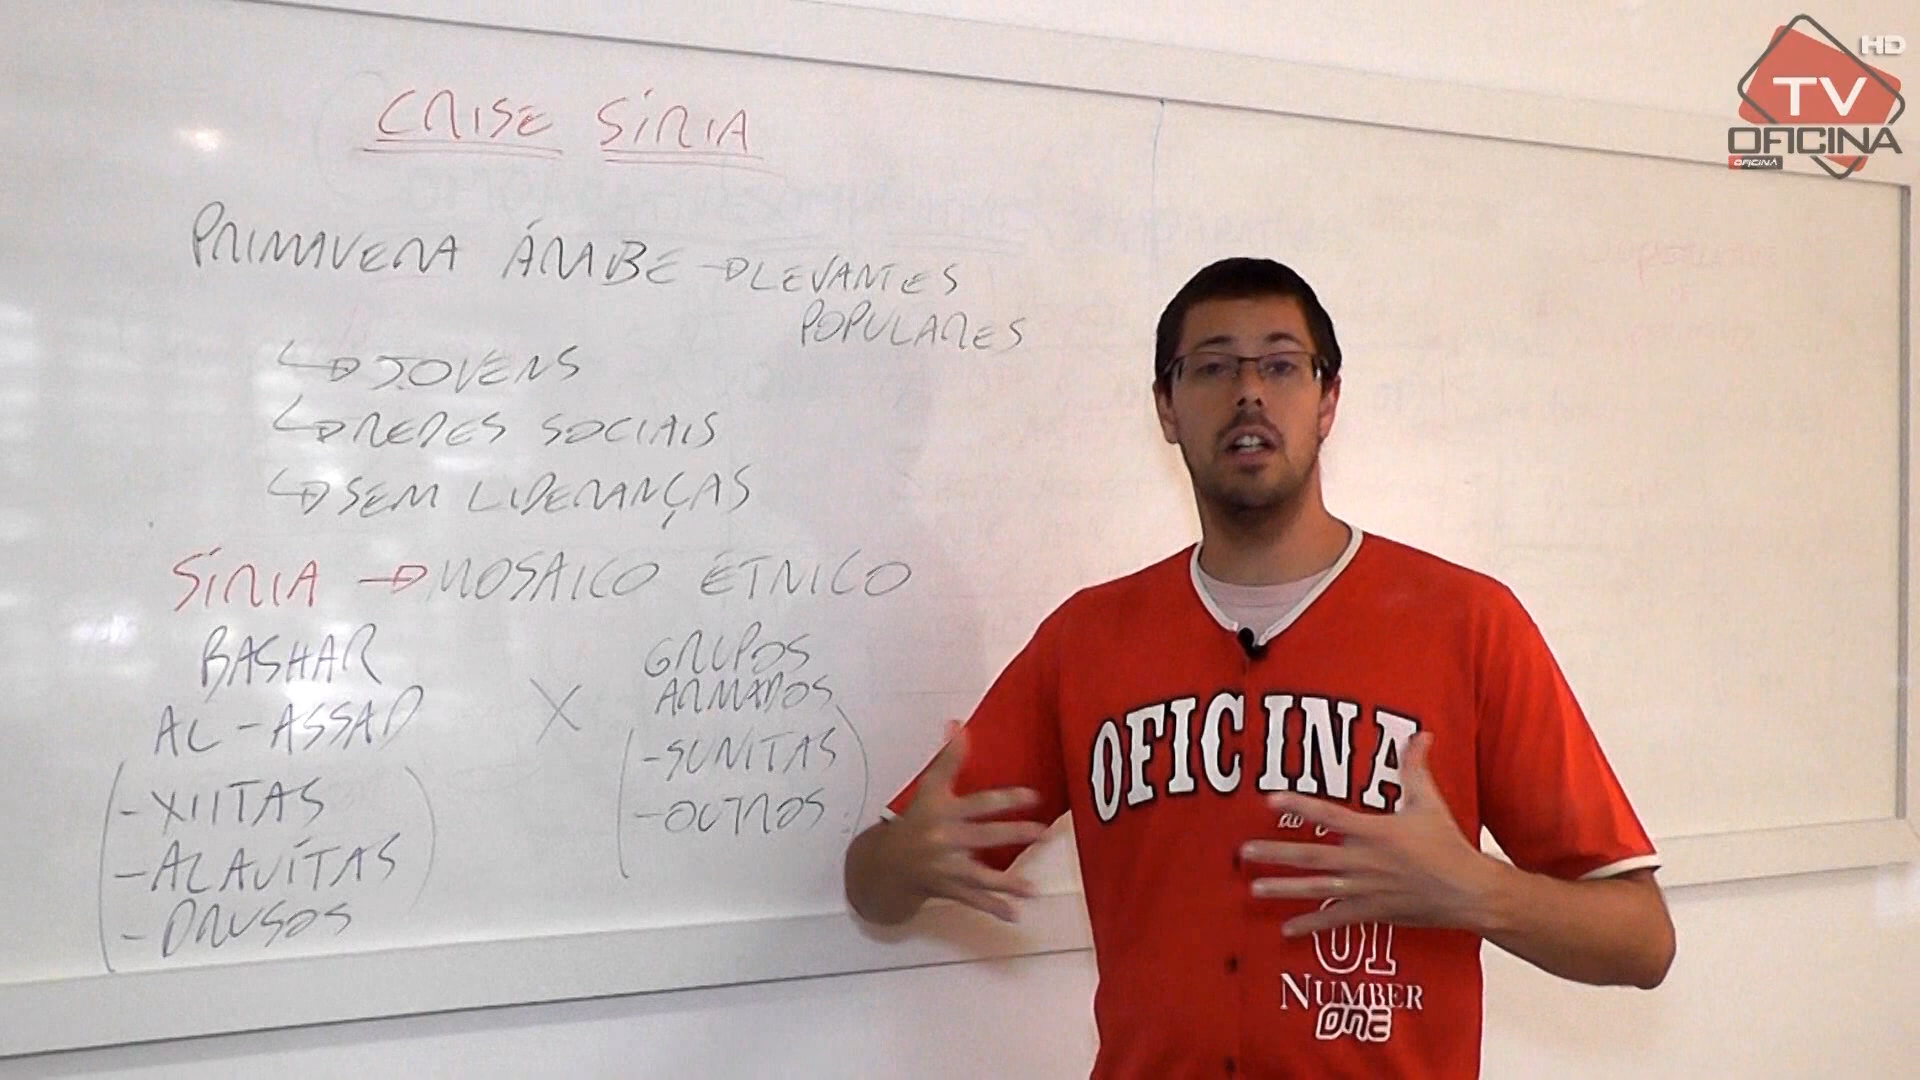 CRISE SÍRIA
PRIMAVERA ÁRABE → LEVANTES
POPULARES
↳ JOVENS
↳ REDES SOCIAIS
↳ SEM LIDERANÇAS
SÍRIA → MOSAICO ÉTNICO
BASHAR
AL-ASSAD
X
GRUPOS
ARMADOS
(-XIITAS
-ALAUÍTAS
-DRUSOS)
(-SUNITAS
-OUTROS)
OFICINA
01
NUMBER
ONE
HD
TV
OFICINA
OFICINA